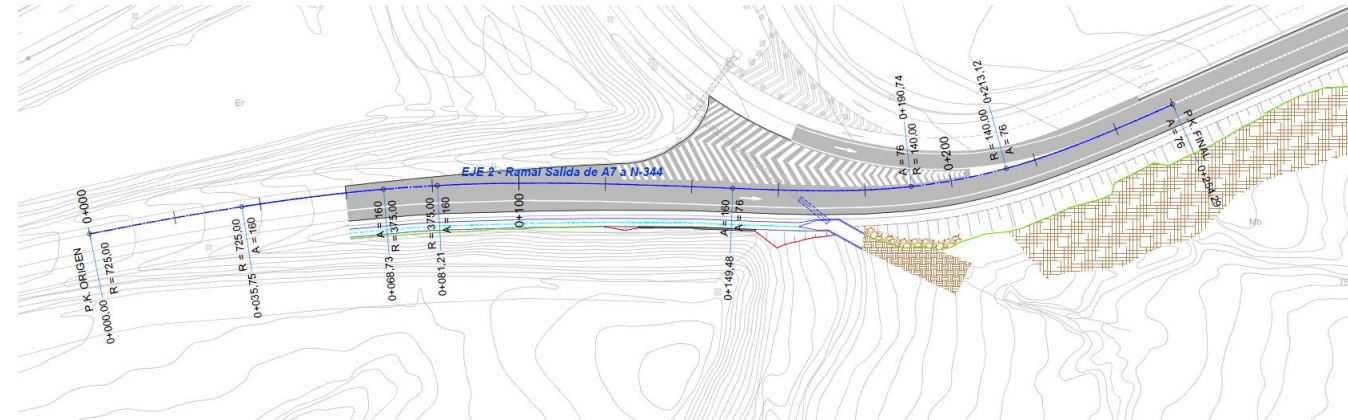 Er
EJE 2 - Ramal Salida de A7 a N-344
P.K. ORIGEN
0+000
0+000,00
R = 725,00
0+035,75
R = 725,00
A = 160
0+068,73
A = 160
R = 375,00
0+081,21
R = 375,00
A = 160
0+100
0+149,48
A = 160
A = 76
A = 76
0+190,74
R = 140,00
0+200
R = 140,00
0+213,12
A = 76
P.K. FINAL
0+254,29
A = 76
Mb
75